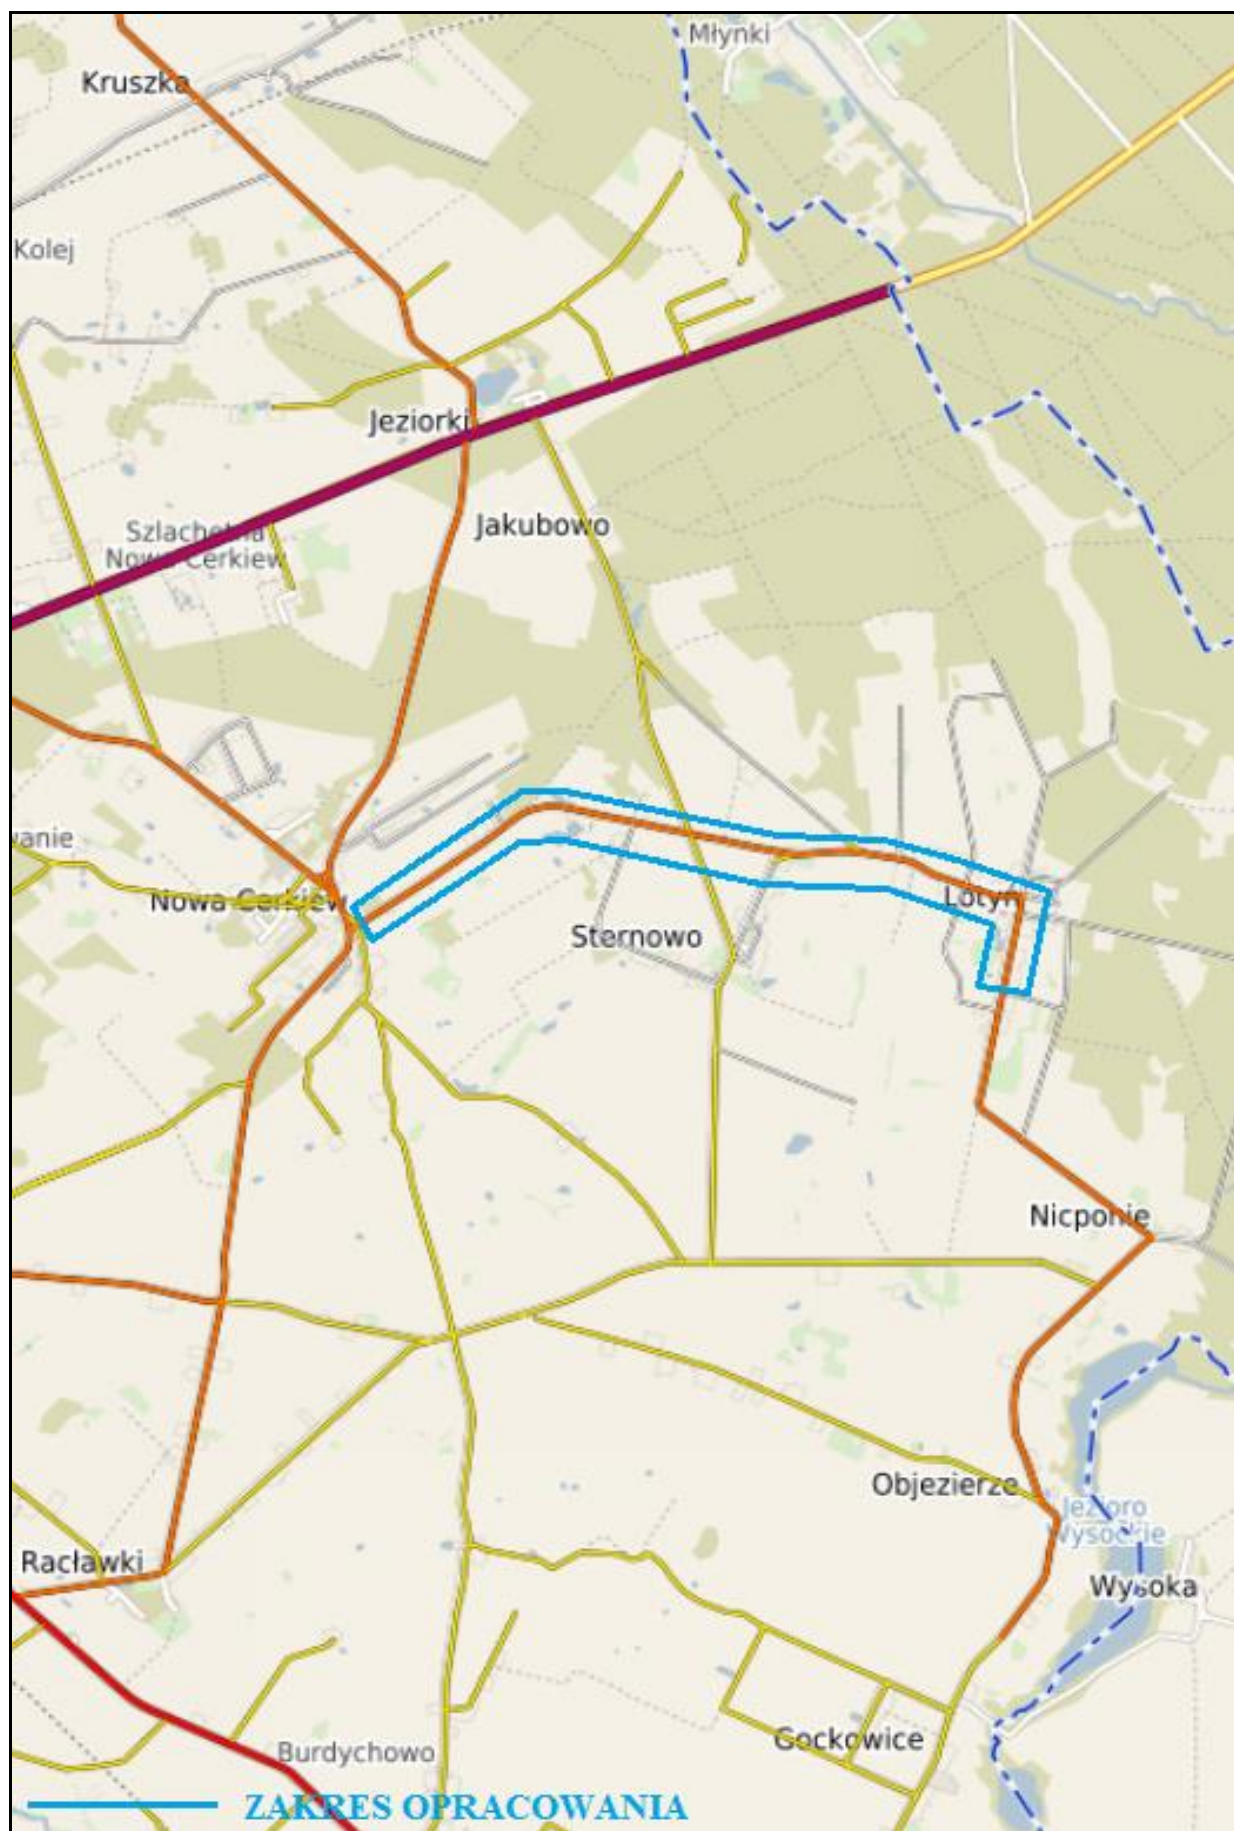 Młynki
Kruszka
Kolej
Jeziorki
Jakubowo
Szlachetna
Nowa Cerkiew
wanie
Nowa Cerkiew
Lotyń
Sternowo
Nicponie
Objezierze
Jezioro
Wysockie
Racławki
Wysoka
Gockowice
Burdychowo
ZAKRES OPRACOWANIA